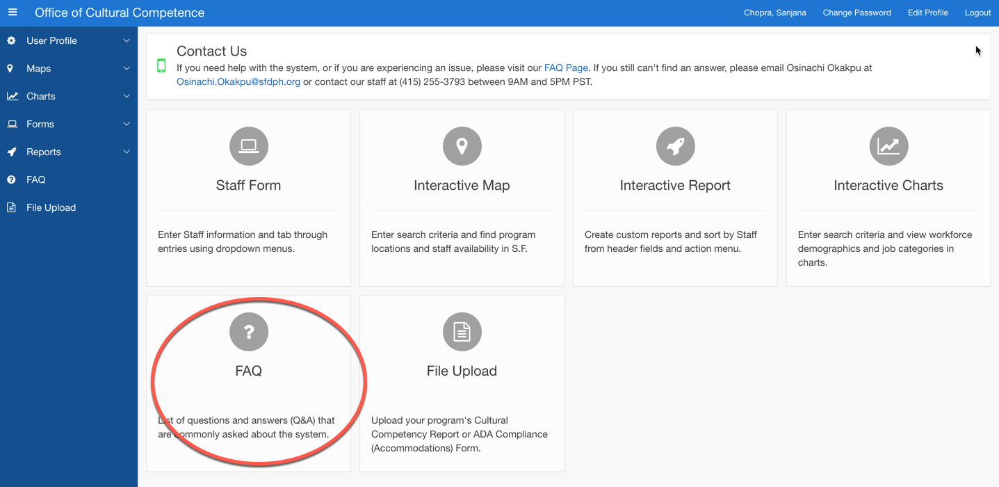 Office of Cultural Competence
Chopra, Sanjana
Change Password
Edit Profile
Logout
User Profile
Maps
Charts
Forms
Reports
FAQ
File Upload
Contact Us
If you need help with the system, or if you are experiencing an issue, please visit our FAQ Page. If you still can't find an answer, please email Osinachi Okakpu at
Osinachi.Okakpu@sfdph.org or contact our staff at (415) 255-3793 between 9AM and 5PM PST.
Staff Form
Enter Staff information and tab through
entries using dropdown menus.
Interactive Map
Enter search criteria and find program
locations and staff availability in S.F.
Interactive Report
Create custom reports and sort by Staff
from header fields and action menu.
Interactive Charts
Enter search criteria and view workforce
demographics and job categories in
charts.
FAQ
List of questions and answers (Q&A) that
are commonly asked about the system.
File Upload
Upload your program's Cultural
Competency Report or ADA Compliance
(Accommodations) Form.